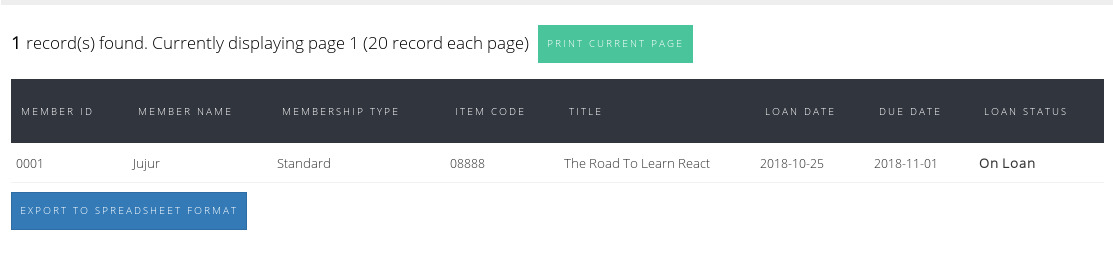 1 record(s) found. Currently displaying page 1 (20 record each page) PRINT CURRENT PAGE
MEMBER ID MEMBER NAME MEMBERSHIP TYPE ITEM CODE TITLE LOAN DATE DUE DATE LOAN STATUS
0001 Jujur Standard 08888 The Road To Learn React 2018-10-25 2018-11-01 On Loan
EXPORT TO SPREADSHEET FORMAT